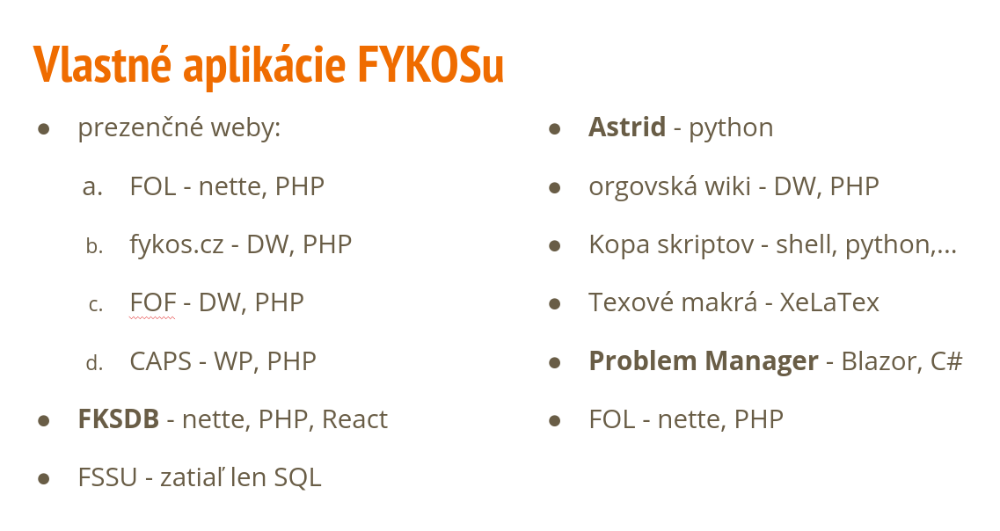 Vlastné aplikácie FYKOSu
● prezenčné weby:
a. FOL - nette, PHP
b. fykos.cz - DW, PHP
c. FOF - DW, PHP
d. CAPS - WP, PHP
● FKSDB - nette, PHP, React
● FSSU - zatiaľ len SQL
● Astrid - python
● orgovská wiki - DW, PHP
● Kopa skriptov - shell, python,...
● Texové makrá - XeLaTex
● Problem Manager - Blazor, C#
● FOL - nette, PHP